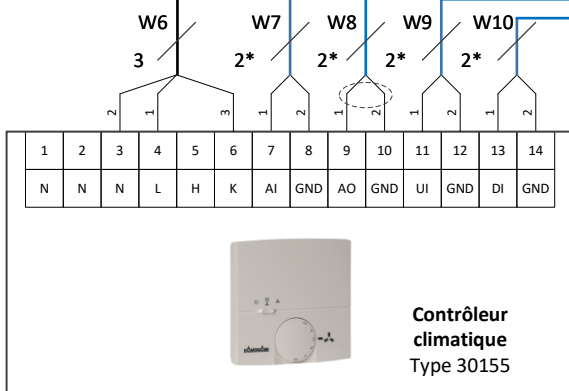 W6 W7 W8 W9 W10
3 2* 2* 2* 2*
2 1 3 1 2 1 2 1 2 1 2
1 2 3 4 5 6 7 8 9 10 11 12 13 14
N N N L H K AI GND AO GND UI GND DI GND
A
Contrôleur
climatique
Type 30155